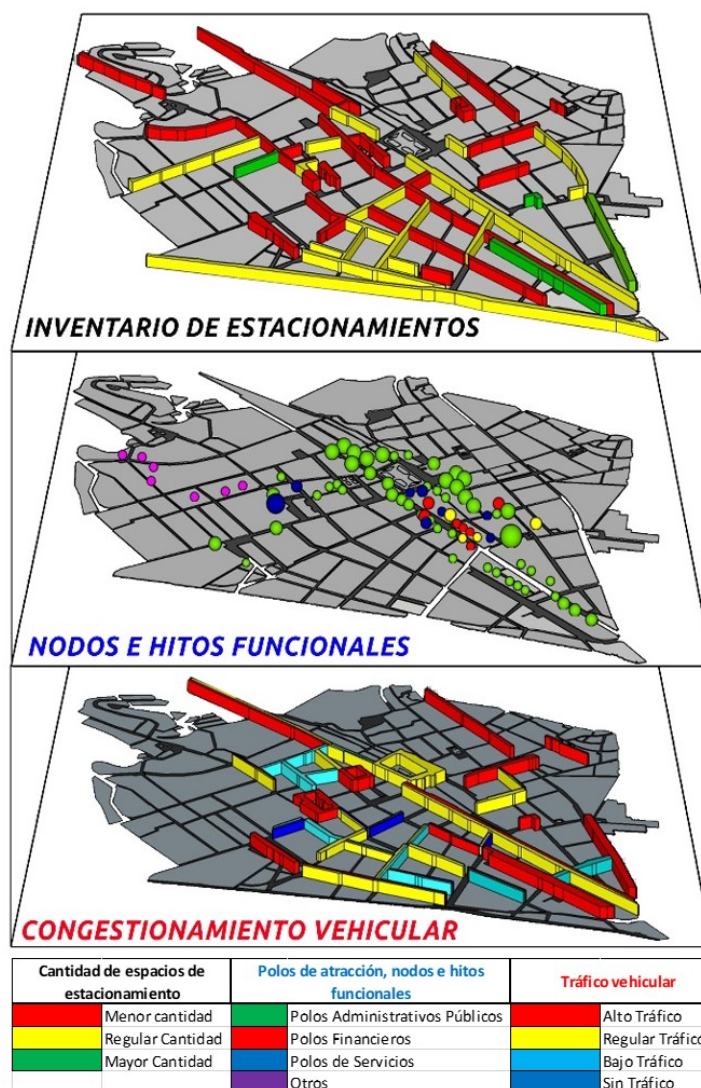 INVENTARIO DE ESTACIONAMIENTOS
NODOS E HITOS FUNCIONALES
CONGESTIONAMIENTO VEHICULAR
Cantidad de espacios de estacionamiento
Polos de atracción, nodos e hitos funcionales
Tráfico vehicular
Menor cantidad
Polos Administrativos Públicos
Alto Tráfico
Regular Cantidad
Polos Financieros
Regular Tráfico
Mayor Cantidad
Polos de Servicios
Bajo Tráfico
Otros
Sin Tráfico